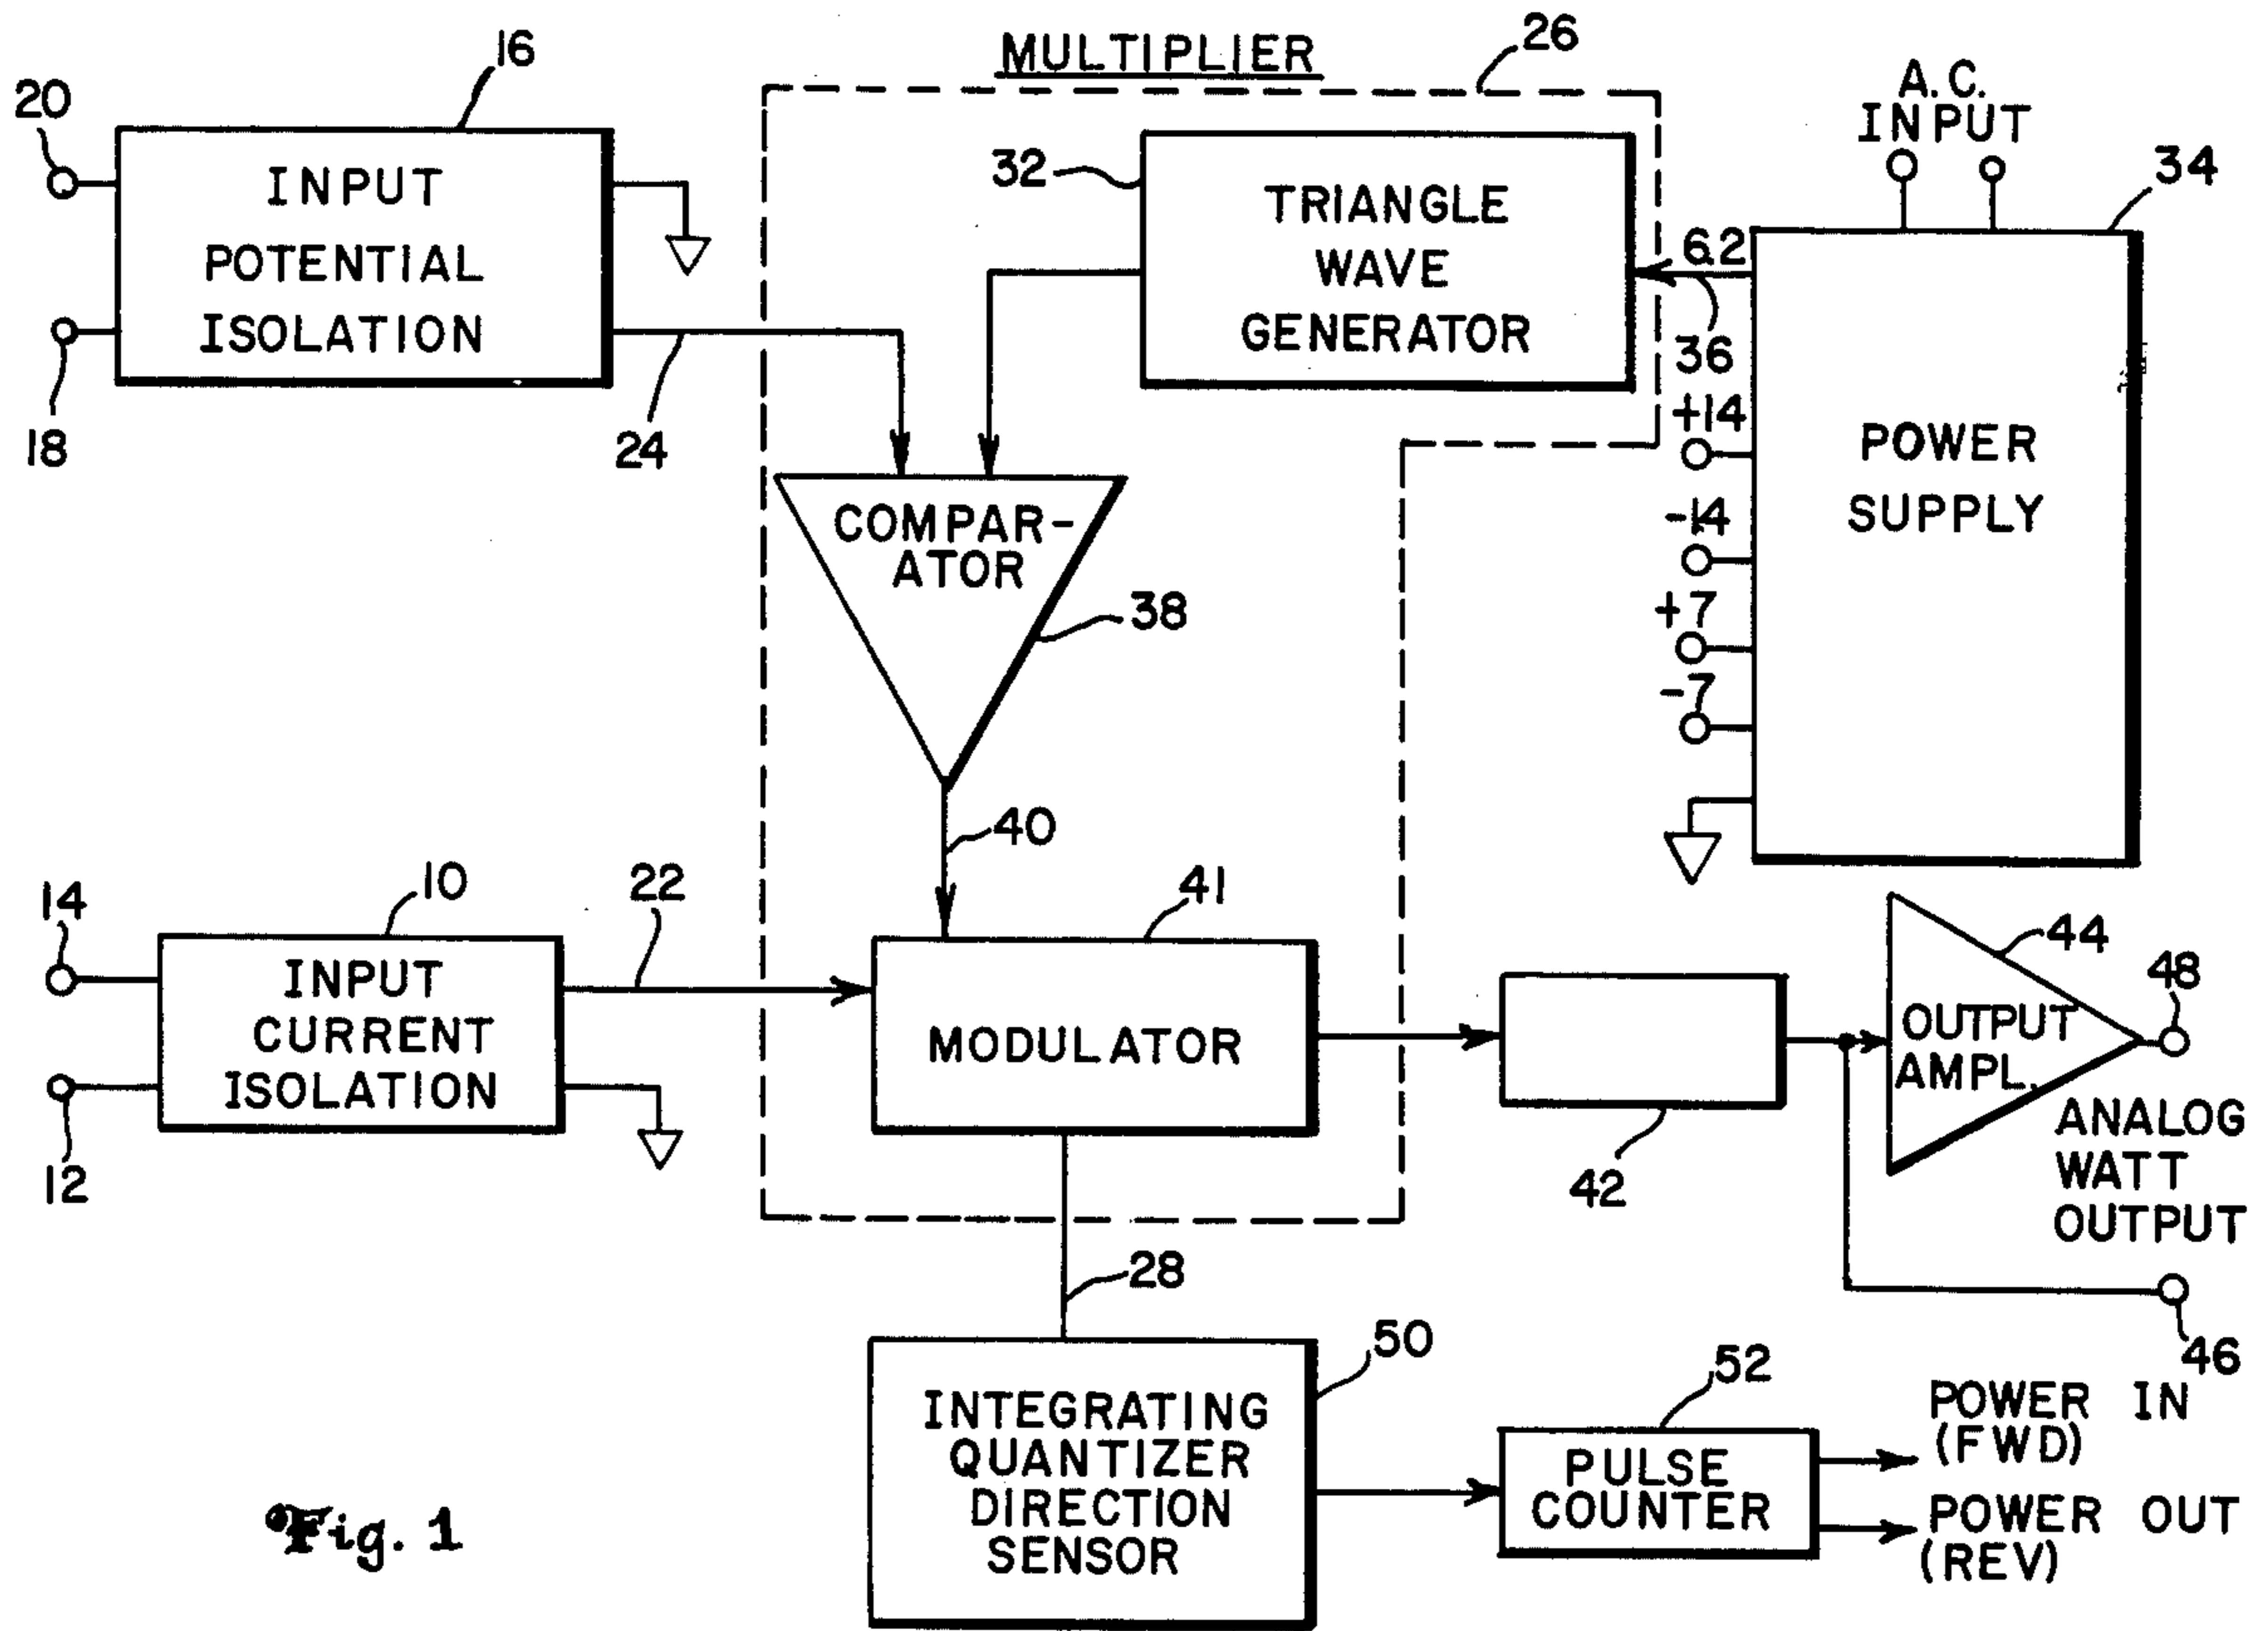 MULTIPLIER
26
16
20
INPUT
POTENTIAL
ISOLATION
18
24
32
TRIANGLE
WAVE
GENERATOR
A.C.
INPUT
34
6.2
36
+14
-14
+7
-7
POWER
SUPPLY
COMPAR-
ATOR
38
40
14
10
22
INPUT
CURRENT
ISOLATION
12
41
MODULATOR
42
44
48
OUTPUT
AMPL.
ANALOG
WATT
OUTPUT
46
28
50
INTEGRATING
QUANTIZER
DIRECTION
SENSOR
52
PULSE
COUNTER
POWER IN
(FWD)
POWER OUT
(REV)
Fig. 1